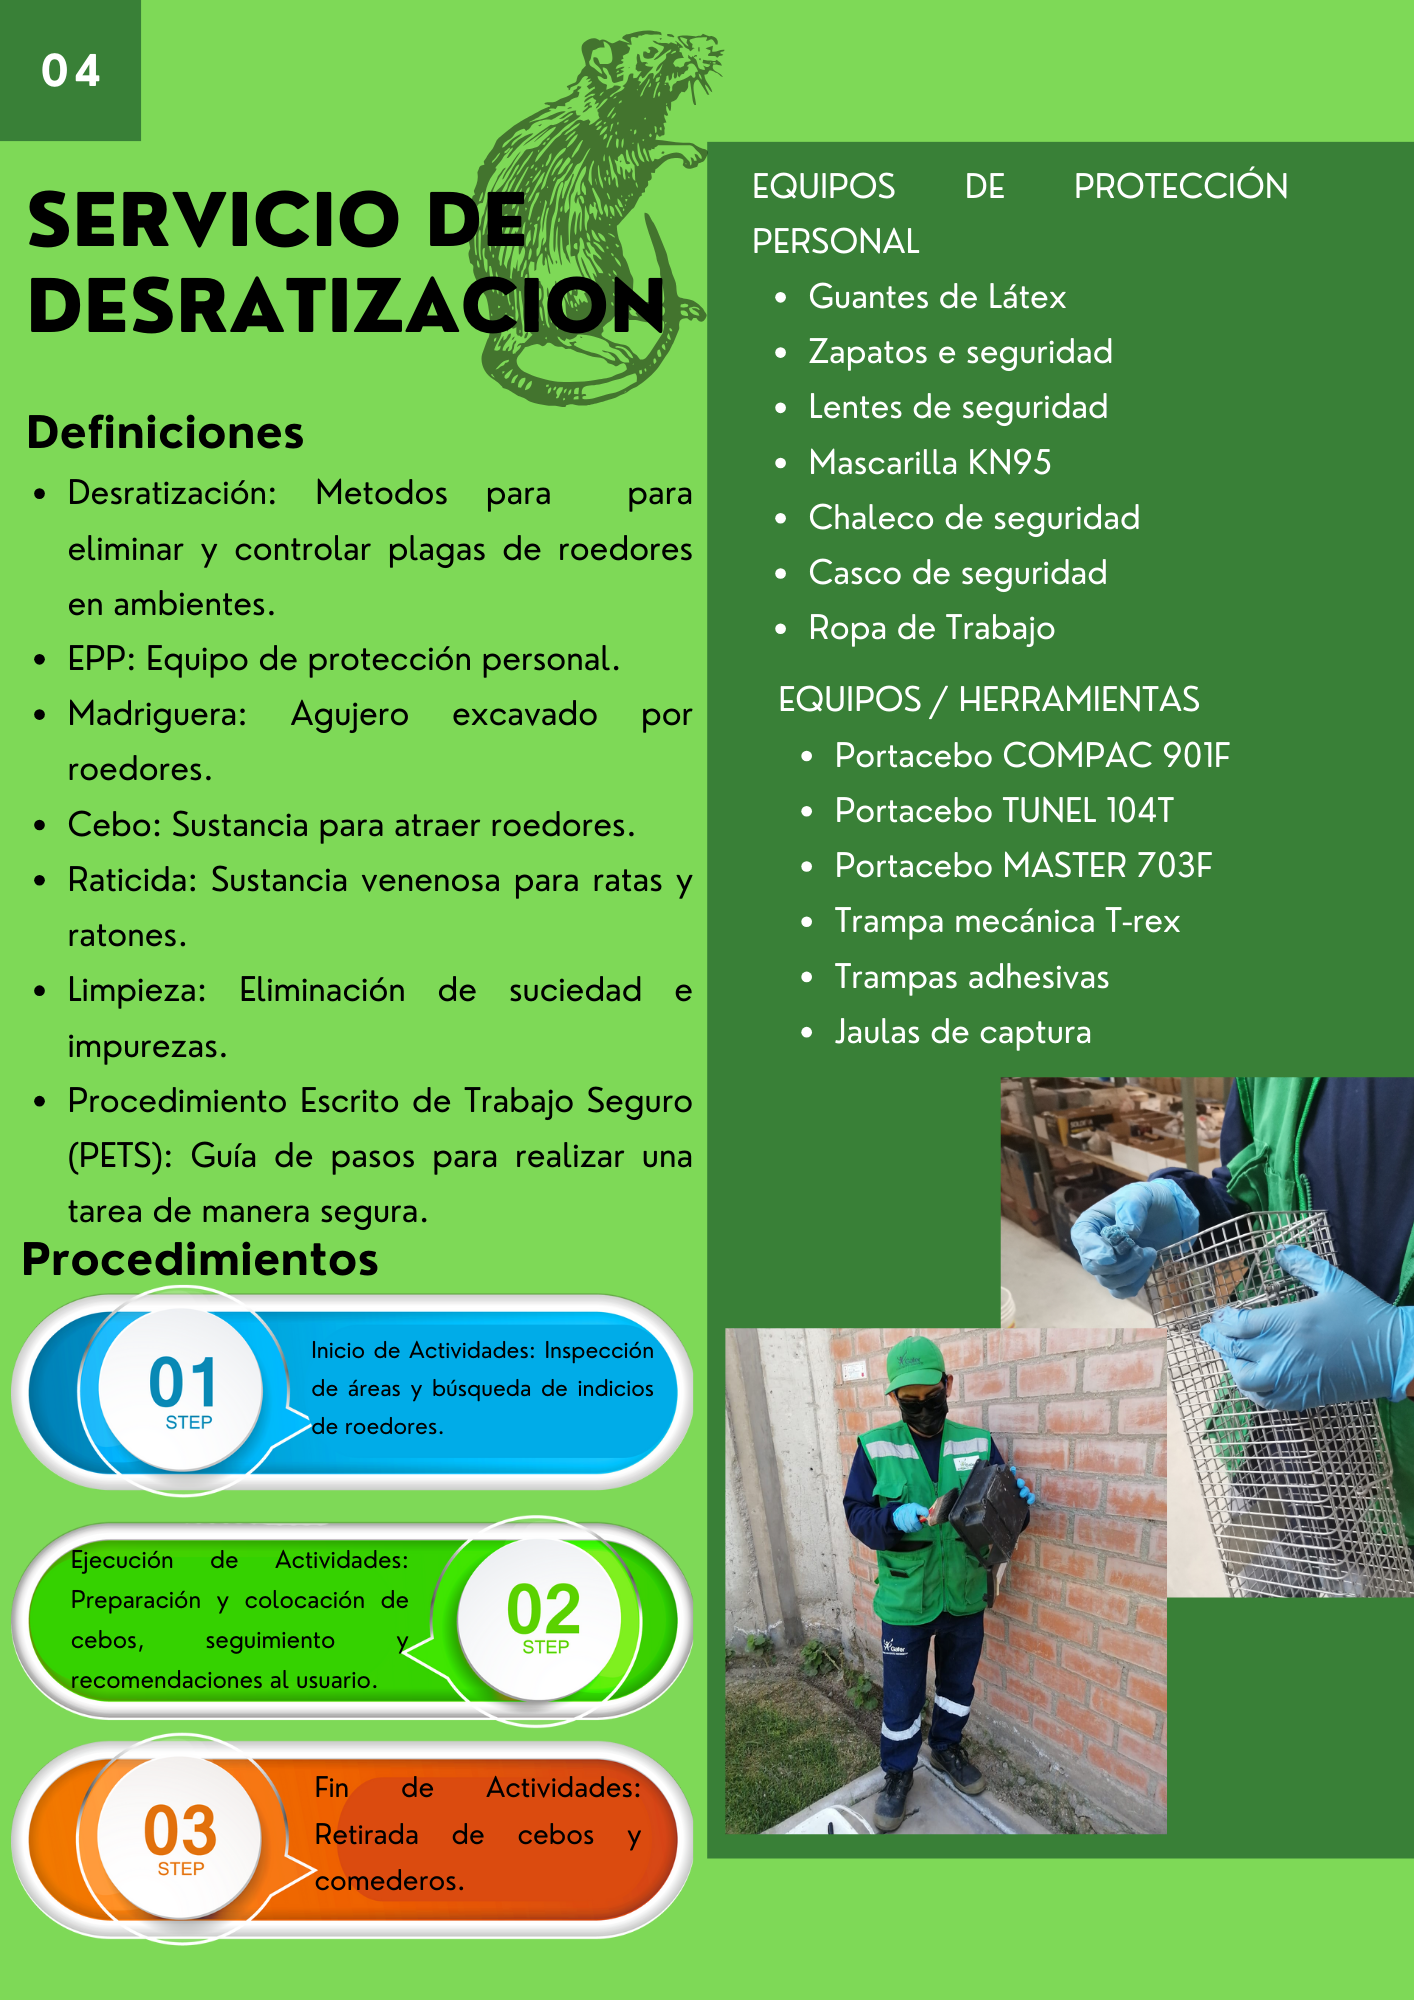 04
SERVICIO DE
DESRATIZACION
Definiciones
• Desratización: Metodos para para
eliminar y controlar plagas de roedores
en ambientes.
• EPP: Equipo de protección personal.
• Madriguera: Agujero excavado por
roedores.
• Cebo: Sustancia para atraer roedores.
• Raticida: Sustancia venenosa para ratas y
ratones.
• Limpieza: Eliminación de suciedad e
impurezas.
• Procedimiento Escrito de Trabajo Seguro
(PETS): Guía de pasos para realizar una
tarea de manera segura.
Procedimientos
01
STEP
Inicio de Actividades: Inspección
de áreas y búsqueda de indicios
de roedores.
Ejecución de Actividades:
Preparación y colocación de
cebos, seguimiento y
recomendaciones al usuario.
02
STEP
03
STEP
Fin de Actividades:
Retirada de cebos y
comederos.
EQUIPOS DE PROTECCIÓN
PERSONAL
• Guantes de Látex
• Zapatos e seguridad
• Lentes de seguridad
• Mascarilla KN95
• Chaleco de seguridad
• Casco de seguridad
• Ropa de Trabajo
EQUIPOS / HERRAMIENTAS
• Portacebo COMPAC 901F
• Portacebo TUNEL 104T
• Portacebo MASTER 703F
• Trampa mecánica T-rex
• Trampas adhesivas
• Jaulas de captura